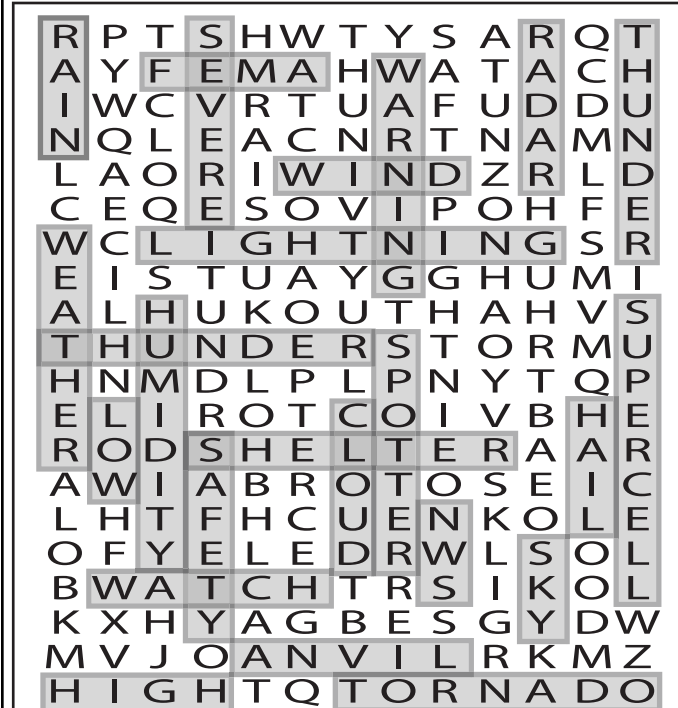 R P T S H W T Y S A R Q T
A Y F E M A H W A T A C H
I W C V R T U A F U D D U
N Q L E A C N R T N A M N
L A O R I W I N D Z R L D
C E Q E S O V I P O H F E
W C L I G H T N I N G S R
E I S T U A Y G G H U M I
A L H U K O U T H A H V S
T H U N D E R S T O R M U
H N M D L P L P N Y T Q P
E L I R O T C O I V B H E
R O D S H E L T E R A A R
A W I A B R O T O S E I C
L H T F H C U E N K O L E
O F Y E L E D R W L S O L
B W A T C H T R S I K O L
K X H Y A G B E S G Y D W
M V J O A N V I L R K M Z
H I G H T Q T O R N A D O